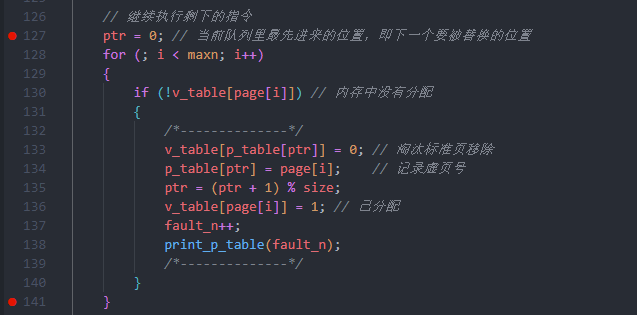 126 // 继续执行剩下的指令
127 ptr = 0; // 当前队列里最先进来的位置，即下一个要被替换的位置
128 for (; i < maxn; i++)
129 {
130 if (!v_table[page[i]]) // 内存中没有分配
131 {
132 /*--------------*/
133 v_table[p_table[ptr]] = 0; // 淘汰标准页移除
134 p_table[ptr] = page[i]; // 记录虚页号
135 ptr = (ptr + 1) % size;
136 v_table[page[i]] = 1; // 已分配
137 fault_n++;
138 print_p_table(fault_n);
139 /*--------------*/
140 }
141 }